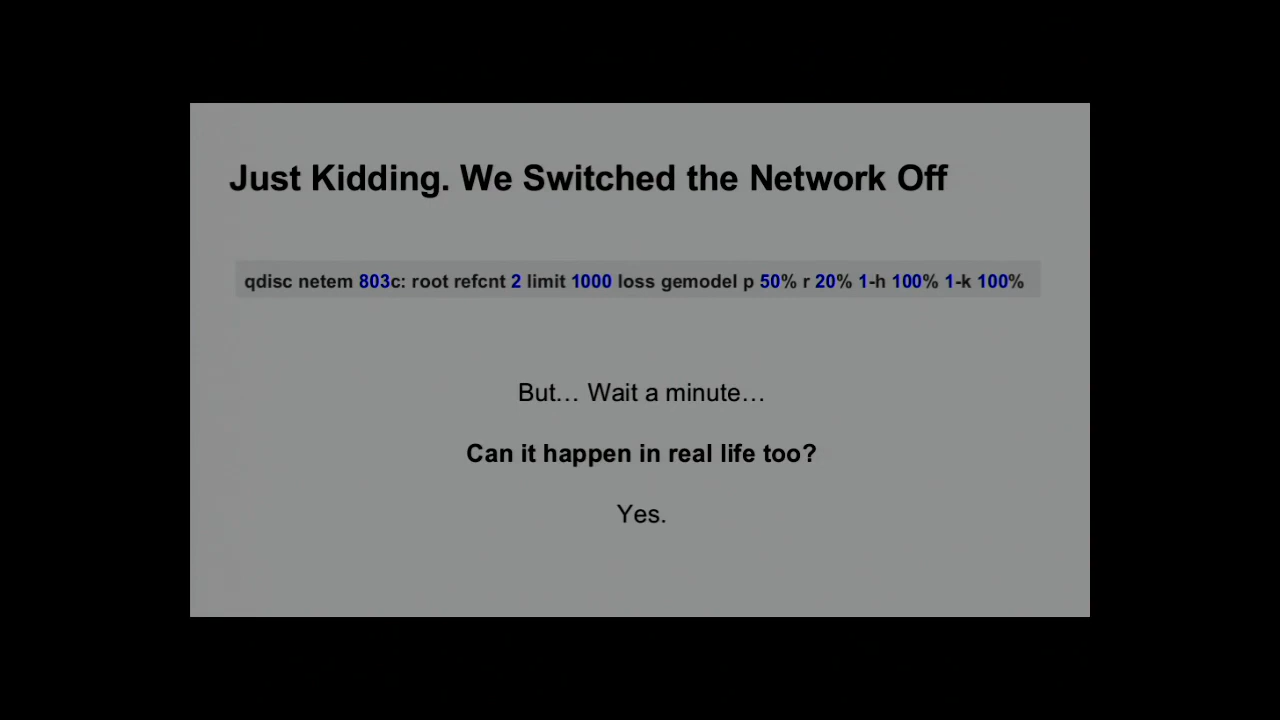 Just Kidding. We Switched the Network Off
qdisc netem 803c: root refcnt 2 limit 1000 loss gemodel p 50% r 20% 1-h 100% 1-k 100%
But… Wait a minute…
Can it happen in real life too?
Yes.